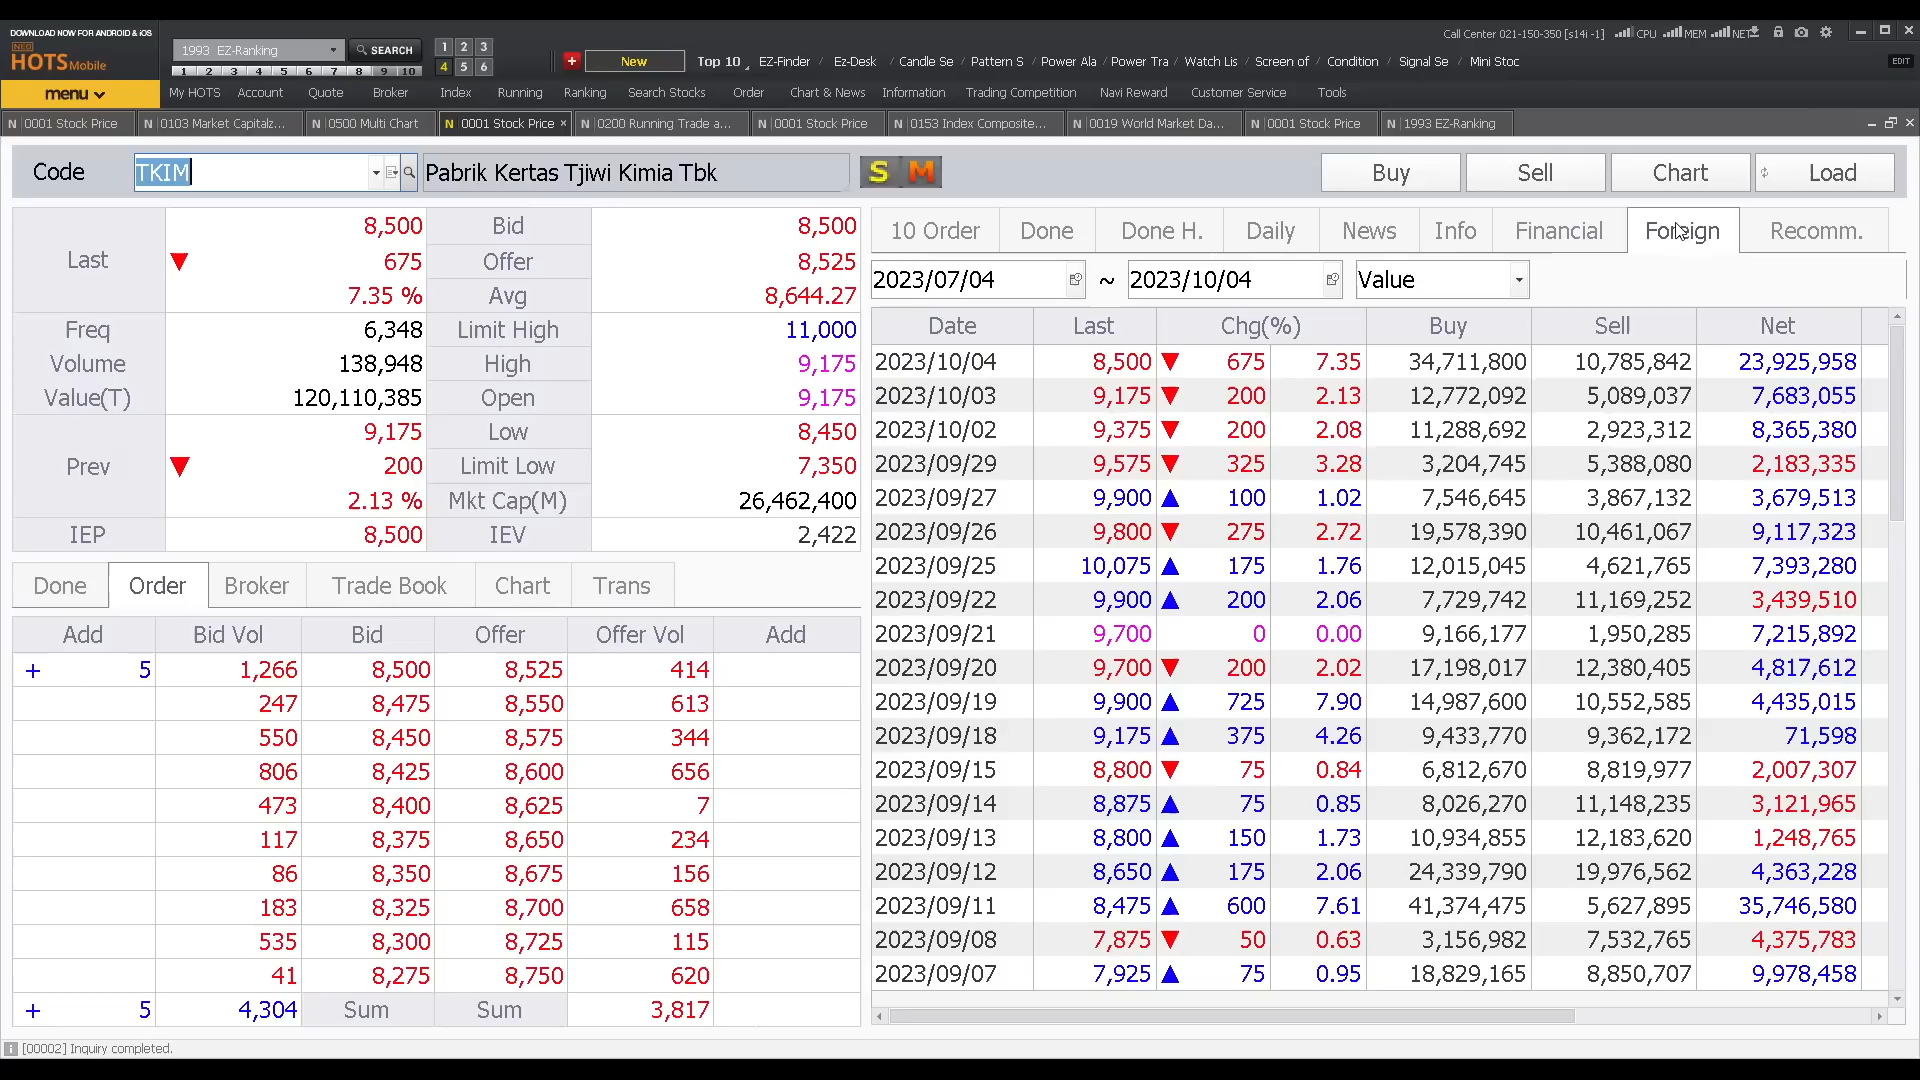 DOWNLOAD NOW FOR ANDROID & iOS
NEO
HOTS Mobile
1993 EZ-Ranking
SEARCH
1 2 3
4 5 6
1 2 3 4 5 6 7 8 9 10
New
Top 10
EZ-Finder / Ez-Desk / Candle Se / Pattern S / Power Ala / Power Tra / Watch Lis / Screen of / Condition / Signal Se / Mini Stoc
Call Center 021-150-350 [s14i -1]
CPU MEM NET
EDIT
menu
My HOTS Account Quote Broker Index Running Ranking Search Stocks Order Chart & News Information Trading Competition Navi Reward Customer Service Tools
N 0001 Stock Price
N 0103 Market Capitalz...
N 0500 Multi Chart
N 0001 Stock Price ×
N 0200 Running Trade a...
N 0001 Stock Price
N 0153 Index Composite...
N 0019 World Market Da...
N 0001 Stock Price
N 1993 EZ-Ranking
Code TKIM Pabrik Kertas Tjiwi Kimia Tbk S M Buy Sell Chart Load
Last 8,500 Bid 8,500
▼ 675 Offer 8,525
7.35 % Avg 8,644.27
Freq 6,348 Limit High 11,000
Volume 138,948 High 9,175
Value(T) 120,110,385 Open 9,175
Prev 9,175 Low 8,450
▼ 200 Limit Low 7,350
2.13 % Mkt Cap(M) 26,462,400
IEP 8,500 IEV 2,422
Done Order Broker Trade Book Chart Trans
Add Bid Vol Bid Offer Offer Vol Add
+ 5 1,266 8,500 8,525 414
247 8,475 8,550 613
550 8,450 8,575 344
806 8,425 8,600 656
473 8,400 8,625 7
117 8,375 8,650 234
86 8,350 8,675 156
183 8,325 8,700 658
535 8,300 8,725 115
41 8,275 8,750 620
+ 5 4,304 Sum Sum 3,817
10 Order Done Done H. Daily News Info Financial Foreign Recomm.
2023/07/04 ~ 2023/10/04 Value
Date Last Chg(%) Buy Sell Net
2023/10/04 8,500 ▼ 675 7.35 34,711,800 10,785,842 23,925,958
2023/10/03 9,175 ▼ 200 2.13 12,772,092 5,089,037 7,683,055
2023/10/02 9,375 ▼ 200 2.08 11,288,692 2,923,312 8,365,380
2023/09/29 9,575 ▼ 325 3.28 3,204,745 5,388,080 2,183,335
2023/09/27 9,900 ▲ 100 1.02 7,546,645 3,867,132 3,679,513
2023/09/26 9,800 ▼ 275 2.72 19,578,390 10,461,067 9,117,323
2023/09/25 10,075 ▲ 175 1.76 12,015,045 4,621,765 7,393,280
2023/09/22 9,900 ▲ 200 2.06 7,729,742 11,169,252 3,439,510
2023/09/21 9,700 0 0.00 9,166,177 1,950,285 7,215,892
2023/09/20 9,700 ▼ 200 2.02 17,198,017 12,380,405 4,817,612
2023/09/19 9,900 ▲ 725 7.90 14,987,600 10,552,585 4,435,015
2023/09/18 9,175 ▲ 375 4.26 9,433,770 9,362,172 71,598
2023/09/15 8,800 ▼ 75 0.84 6,812,670 8,819,977 2,007,307
2023/09/14 8,875 ▲ 75 0.85 8,026,270 11,148,235 3,121,965
2023/09/13 8,800 ▲ 150 1.73 10,934,855 12,183,620 1,248,765
2023/09/12 8,650 ▲ 175 2.06 24,339,790 19,976,562 4,363,228
2023/09/11 8,475 ▲ 600 7.61 41,374,475 5,627,895 35,746,580
2023/09/08 7,875 ▼ 50 0.63 3,156,982 7,532,765 4,375,783
2023/09/07 7,925 ▲ 75 0.95 18,829,165 8,850,707 9,978,458
[00002] Inquiry completed.